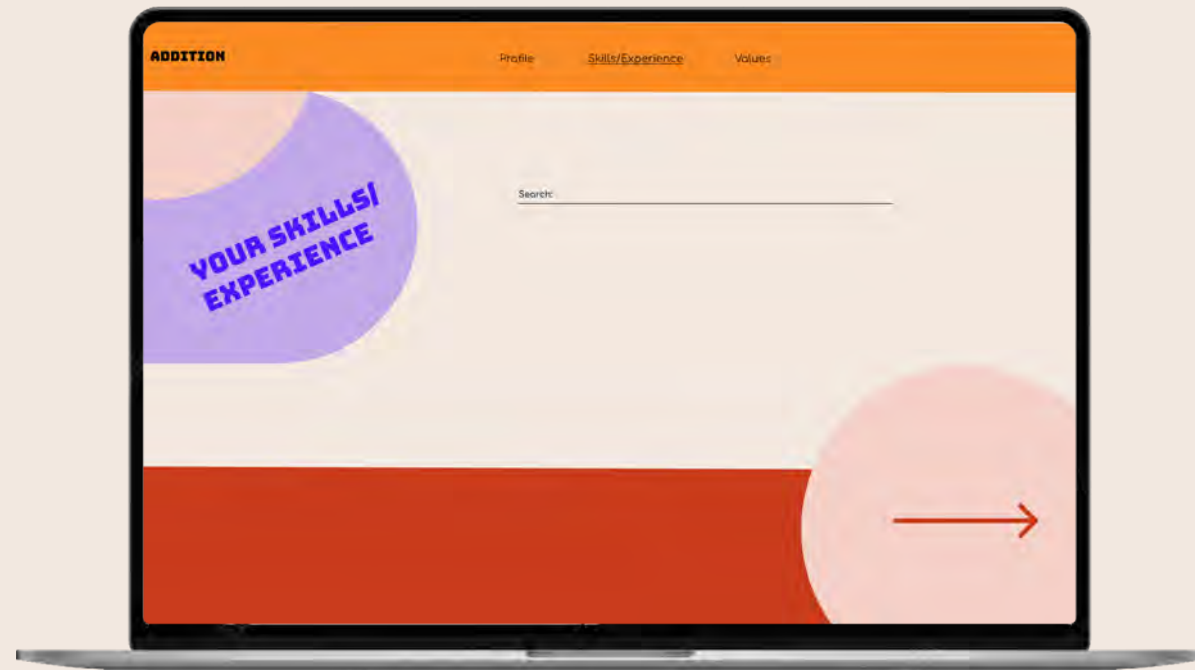 ADDITION
Profile
Skills/Experience
Values
YOUR SKILLS/
EXPERIENCE
Search: